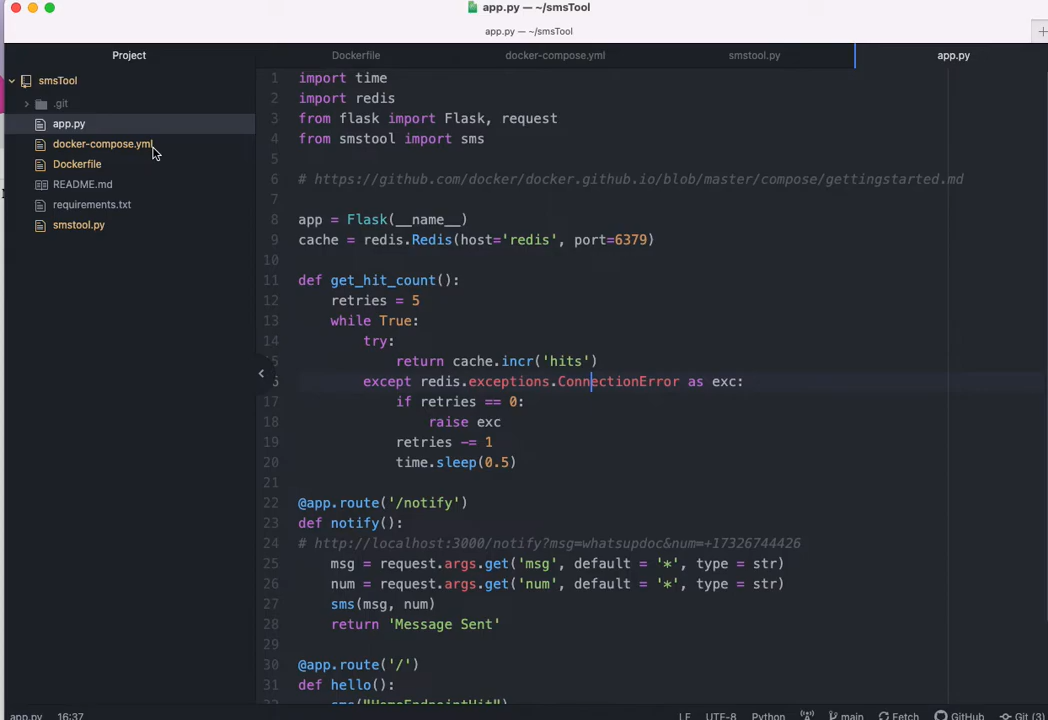 app.py — ~/smsTool
app.py — ~/smsTool
Project
Dockerfile
docker-compose.yml
smstool.py
app.py
smsTool
.git
app.py
docker-compose.yml
Dockerfile
README.md
requirements.txt
smstool.py
1 import time
2 import redis
3 from flask import Flask, request
4 from smstool import sms
5
6 # https://github.com/docker/docker.github.io/blob/master/compose/gettingstarted.md
7
8 app = Flask(__name__)
9 cache = redis.Redis(host='redis', port=6379)
10
11 def get_hit_count():
12     retries = 5
13     while True:
14         try:
5             return cache.incr('hits')
6         except redis.exceptions.ConnectionError as exc:
17             if retries == 0:
18                 raise exc
19             retries -= 1
20             time.sleep(0.5)
21
22 @app.route('/notify')
23 def notify():
24 # http://localhost:3000/notify?msg=whatsupdoc&num=+17326744426
25     msg = request.args.get('msg', default = '*', type = str)
26     num = request.args.get('num', default = '*', type = str)
27     sms(msg, num)
28     return 'Message Sent'
29
30 @app.route('/')
31 def hello():
32     sms("HomeEndpointHit")
app.py 16:37 LF UTF-8 Python main Fetch GitHub Git (3)